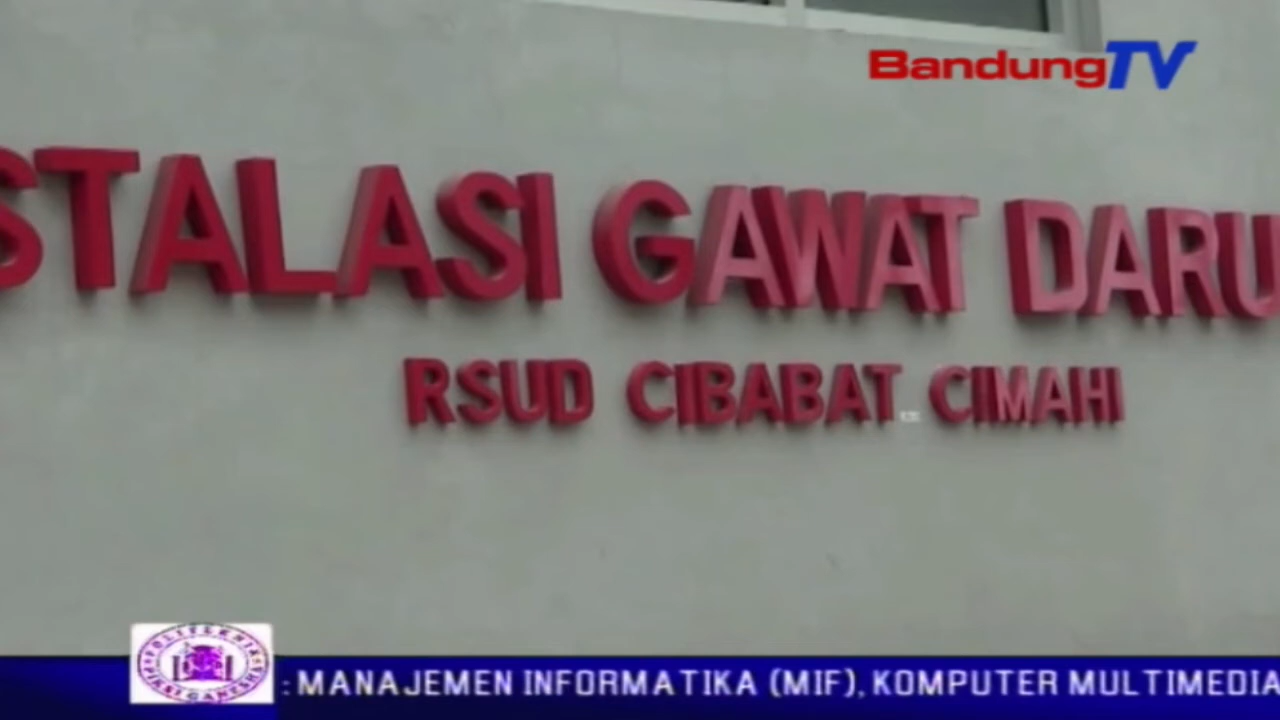 BandungTV
STALASI GAWAT DARU
RSUD CIBABAT CIMAHI
: MANAJEMEN INFORMATIKA (MIF), KOMPUTER MULTIMEDIA